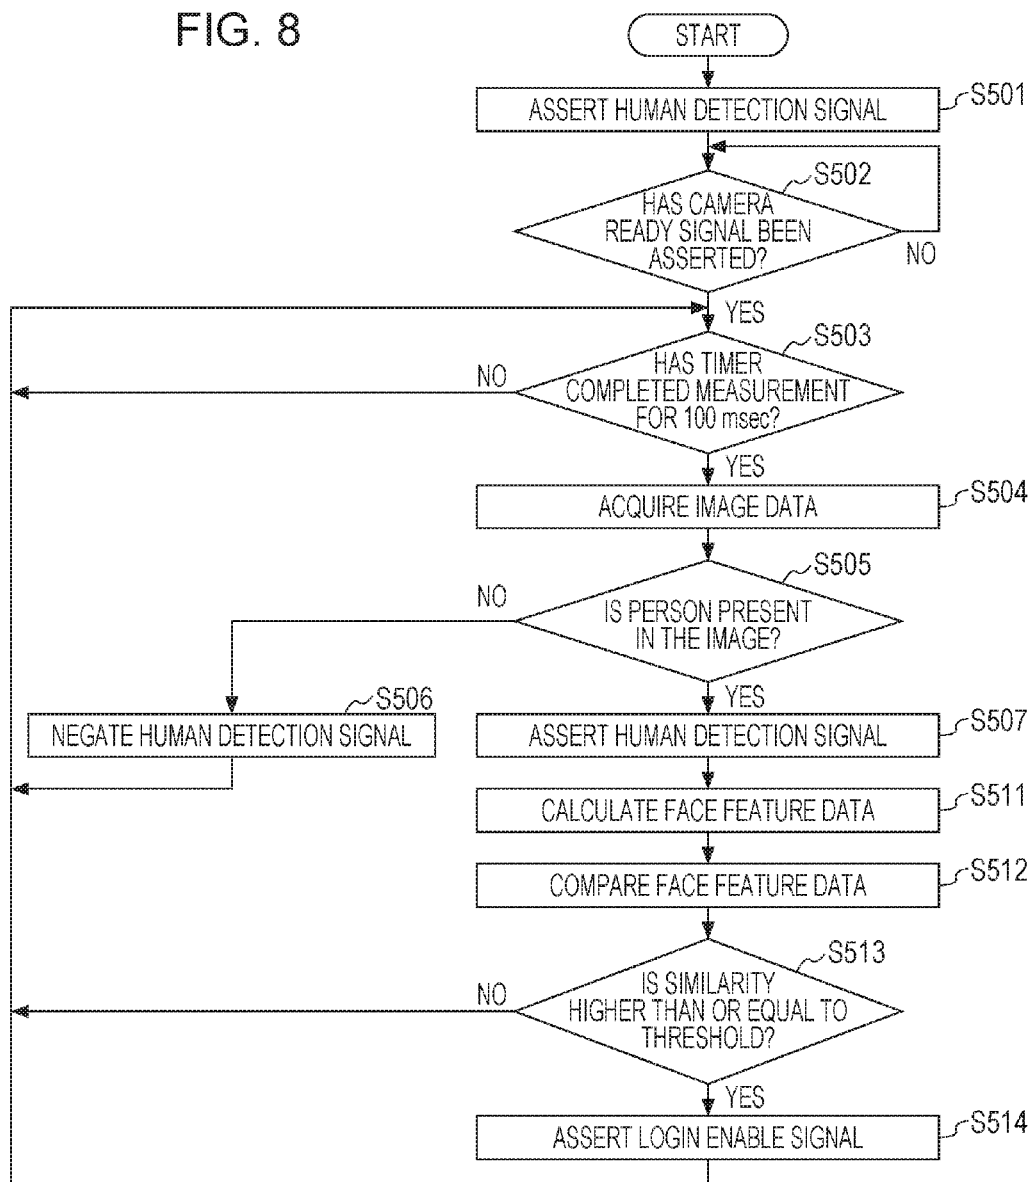 FIG. 8
START
ASSERT HUMAN DETECTION SIGNAL
S501
S502
HAS CAMERA
READY SIGNAL BEEN
ASSERTED?
NO
YES
S503
HAS TIMER
COMPLETED MEASUREMENT
FOR 100 msec?
NO
YES
ACQUIRE IMAGE DATA
S504
S505
IS PERSON PRESENT
IN THE IMAGE?
NO
YES
S506
NEGATE HUMAN DETECTION SIGNAL
ASSERT HUMAN DETECTION SIGNAL
S507
CALCULATE FACE FEATURE DATA
S511
COMPARE FACE FEATURE DATA
S512
S513
IS SIMILARITY
HIGHER THAN OR EQUAL TO
THRESHOLD?
NO
YES
ASSERT LOGIN ENABLE SIGNAL
S514